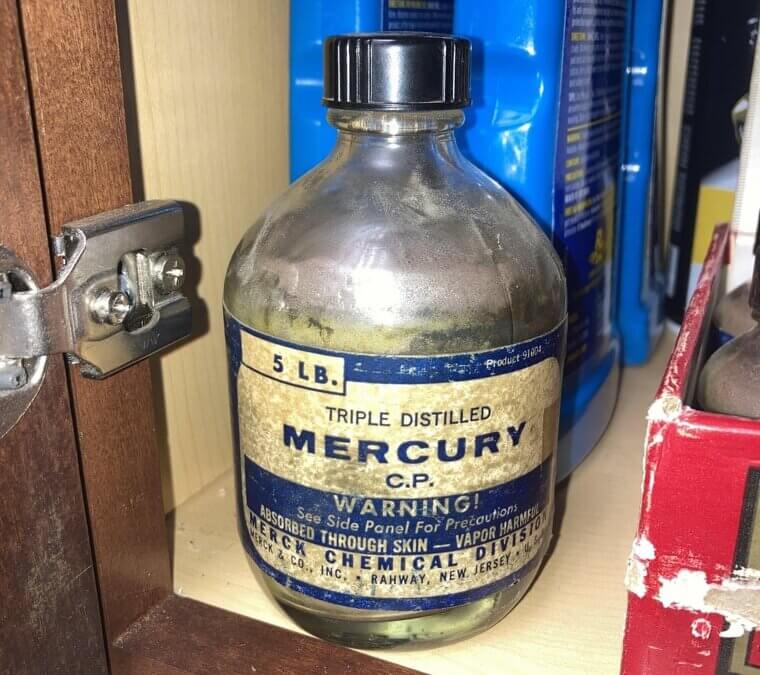 5 LB.
Product 91604
TRIPLE DISTILLED
MERCURY
C.P.
WARNING!
See Side Panel For Precautions
ABSORBED THROUGH SKIN — VAPOR HARMFUL
MERCK CHEMICAL DIVISION
MERCK & CO., INC. • RAHWAY, NEW JERSEY •